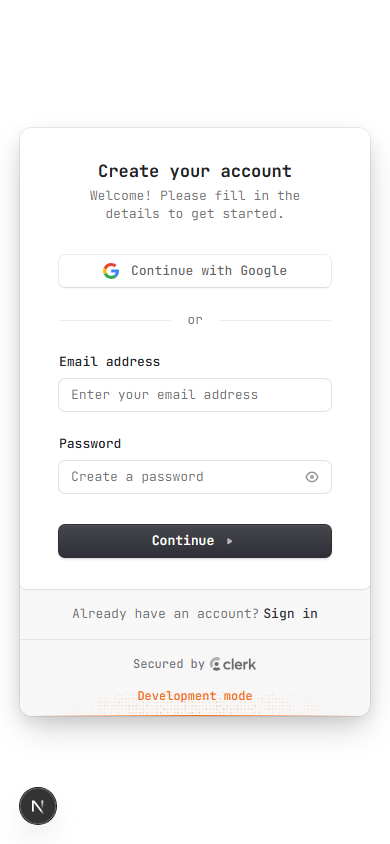 Create your account
Welcome! Please fill in the
details to get started.
Continue with Google
or
Email address
Enter your email address
Password
Create a password
Continue
Already have an account? Sign in
Secured by clerk
Development mode
N